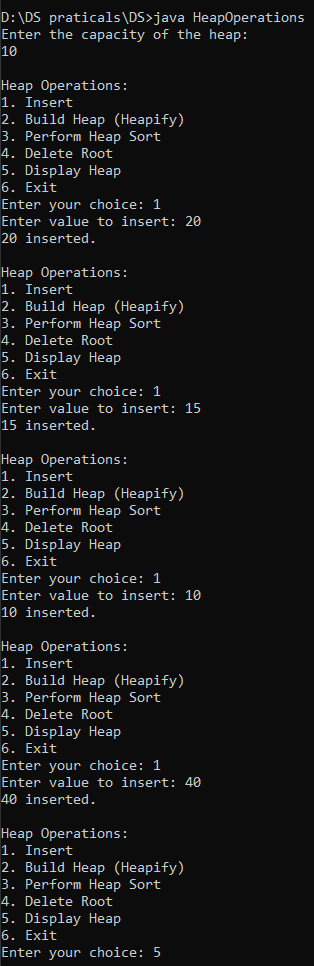 D:\DS praticals\DS>java HeapOperations
Enter the capacity of the heap:
10

Heap Operations:
1. Insert
2. Build Heap (Heapify)
3. Perform Heap Sort
4. Delete Root
5. Display Heap
6. Exit
Enter your choice: 1
Enter value to insert: 20
20 inserted.

Heap Operations:
1. Insert
2. Build Heap (Heapify)
3. Perform Heap Sort
4. Delete Root
5. Display Heap
6. Exit
Enter your choice: 1
Enter value to insert: 15
15 inserted.

Heap Operations:
1. Insert
2. Build Heap (Heapify)
3. Perform Heap Sort
4. Delete Root
5. Display Heap
6. Exit
Enter your choice: 1
Enter value to insert: 10
10 inserted.

Heap Operations:
1. Insert
2. Build Heap (Heapify)
3. Perform Heap Sort
4. Delete Root
5. Display Heap
6. Exit
Enter your choice: 1
Enter value to insert: 40
40 inserted.

Heap Operations:
1. Insert
2. Build Heap (Heapify)
3. Perform Heap Sort
4. Delete Root
5. Display Heap
6. Exit
Enter your choice: 5